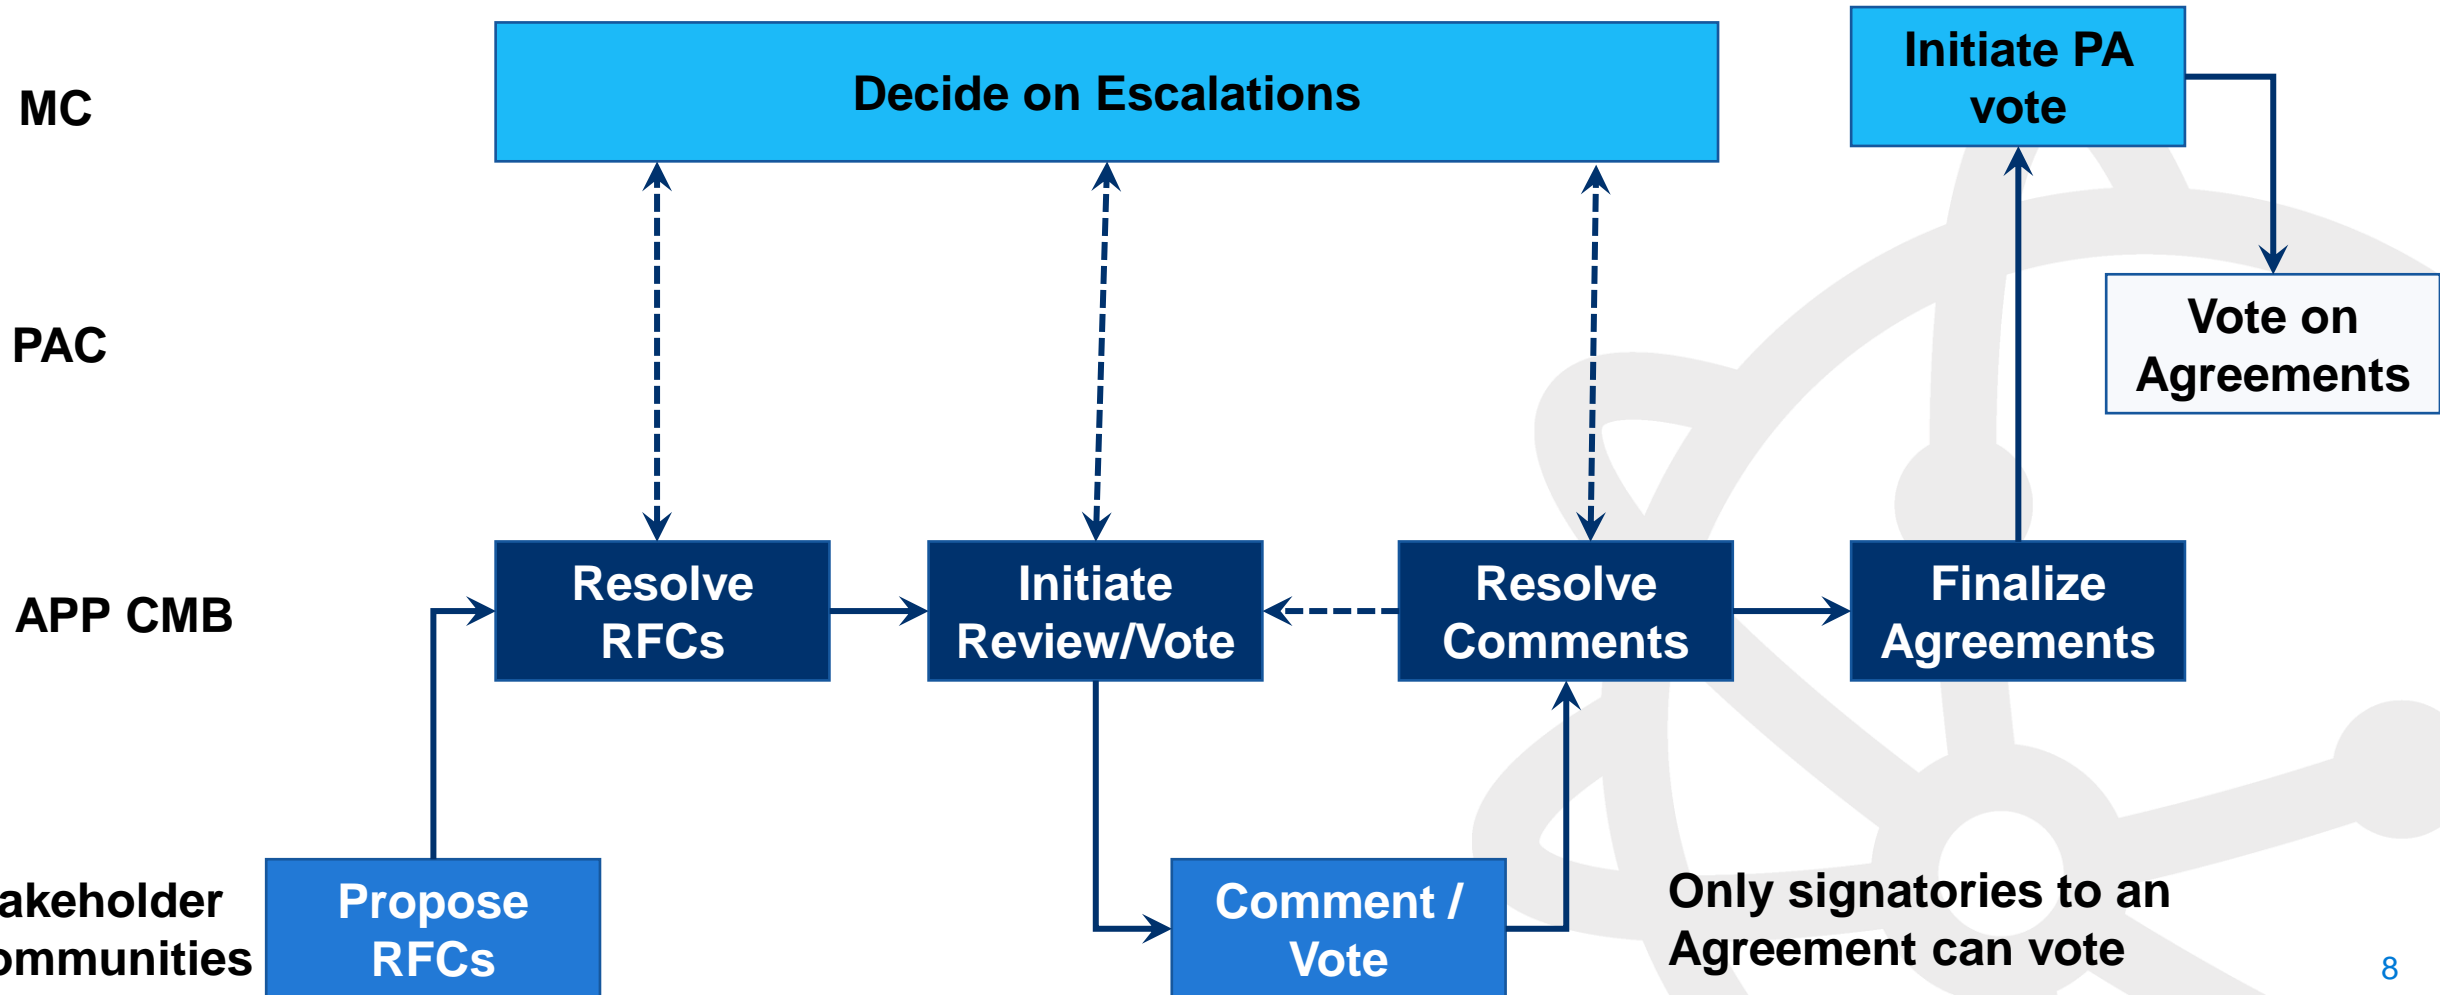 MC
Decide on Escalations
Initiate PA
vote
PAC
Vote on
Agreements
APP CMB
Resolve
RFCs
Initiate
Review/Vote
Resolve
Comments
Finalize
Agreements
akeholder
ommunities
Propose
RFCs
Comment /
Vote
Only signatories to an
Agreement can vote
8